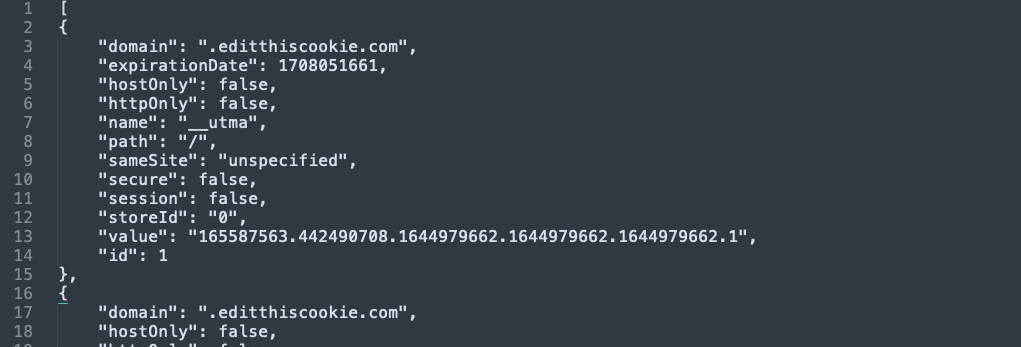 1 [
2 {
3 "domain": ".editthiscookie.com",
4 "expirationDate": 1708051661,
5 "hostOnly": false,
6 "httpOnly": false,
7 "name": "__utma",
8 "path": "/",
9 "sameSite": "unspecified",
10 "secure": false,
11 "session": false,
12 "storeId": "0",
13 "value": "165587563.442490708.1644979662.1644979662.1644979662.1",
14 "id": 1
15 },
16 {
17 "domain": ".editthiscookie.com",
18 "hostOnly": false,